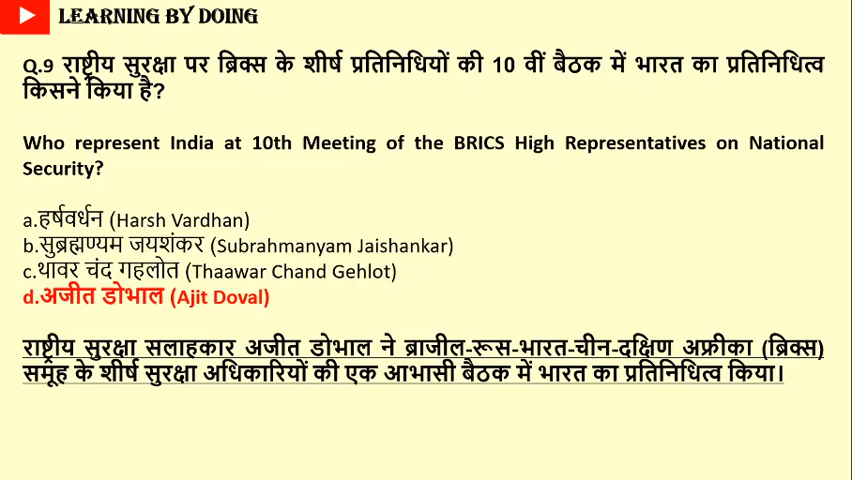 LEARNING BY DOING
Q.9 राष्ट्रीय सुरक्षा पर ब्रिक्स के शीर्ष प्रतिनिधियों की 10 वीं बैठक में भारत का प्रतिनिधित्व
किसने किया है?
Who represent India at 10th Meeting of the BRICS High Representatives on National
Security?
a.हर्षवर्धन (Harsh Vardhan)
b.सुब्रह्मण्यम जयशंकर (Subrahmanyam Jaishankar)
c.थावर चंद गहलोत (Thaawar Chand Gehlot)
d.अजीत डोभाल (Ajit Doval)
राष्ट्रीय सुरक्षा सलाहकार अजीत डोभाल ने ब्राजील-रूस-भारत-चीन-दक्षिण अफ्रीका (ब्रिक्स)
समूह के शीर्ष सुरक्षा अधिकारियों की एक आभासी बैठक में भारत का प्रतिनिधित्व किया।